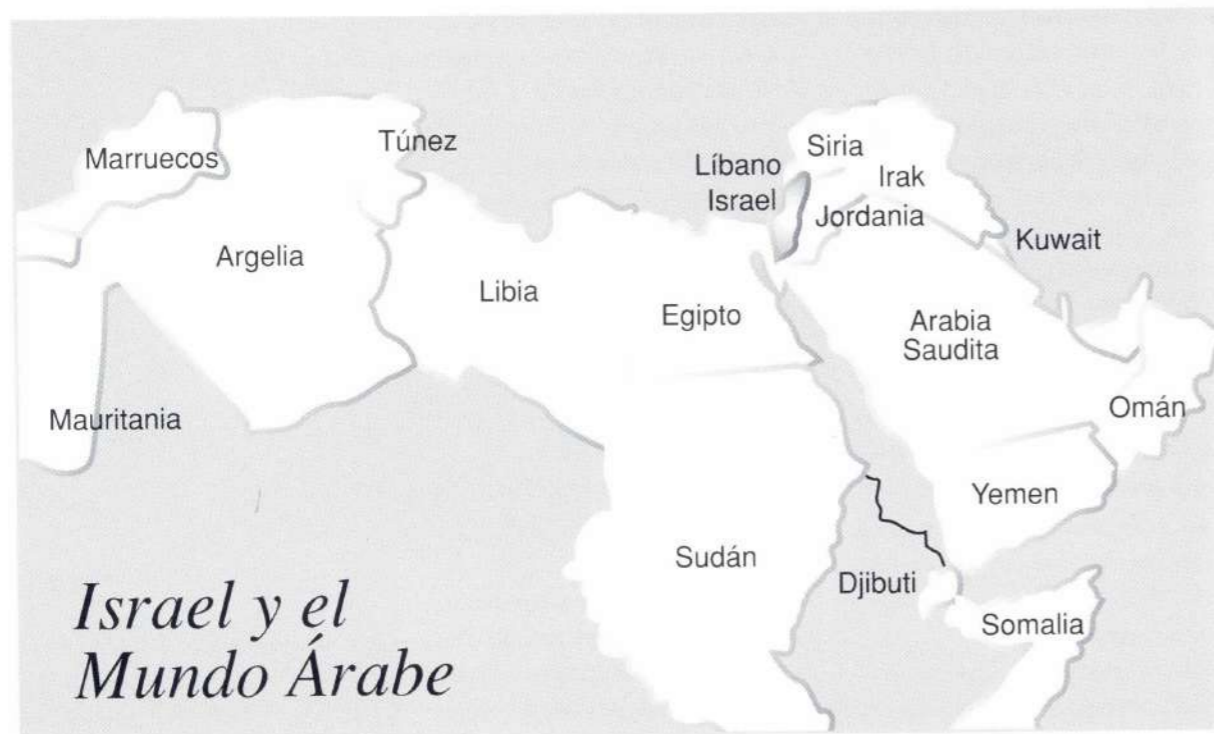 Marruecos
Túnez
Argelia
Libia
Egipto
Mauritania
Sudán
Líbano
Israel
Siria
Irak
Jordania
Kuwait
Arabia
Saudita
Omán
Yemen
Djibuti
Somalia
Israel y el
Mundo Árabe